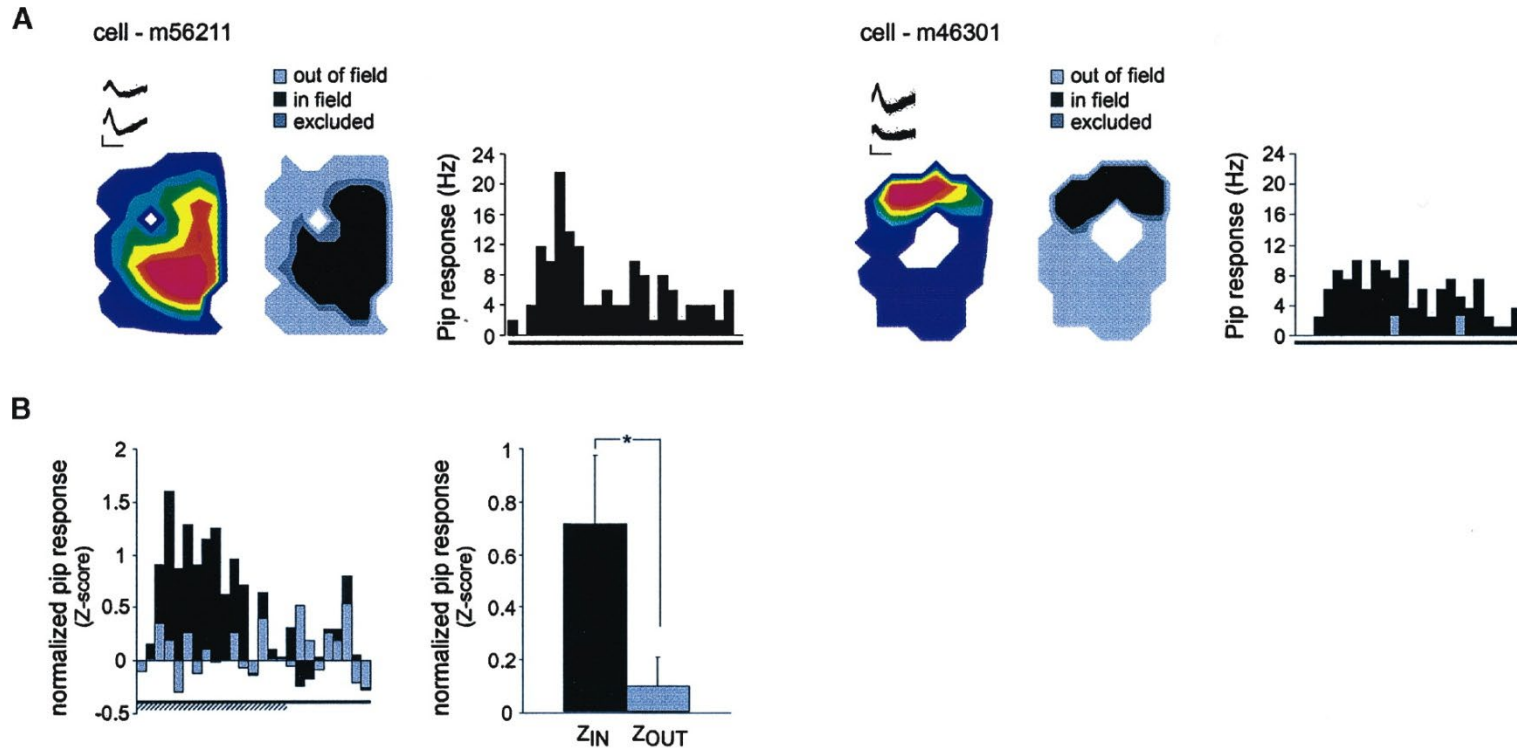 A
cell - m56211
out of field
in field
excluded
Pip response (Hz)
24
20
16
12
8
4
0
cell - m46301
out of field
in field
excluded
Pip response (Hz)
24
20
16
12
8
4
0
B
normalized pip response
(Z-score)
2
1.5
1
0.5
0
-0.5
normalized pip response
(Z-score)
1
0.8
0.6
0.4
0.2
0
*
ZIN
ZOUT